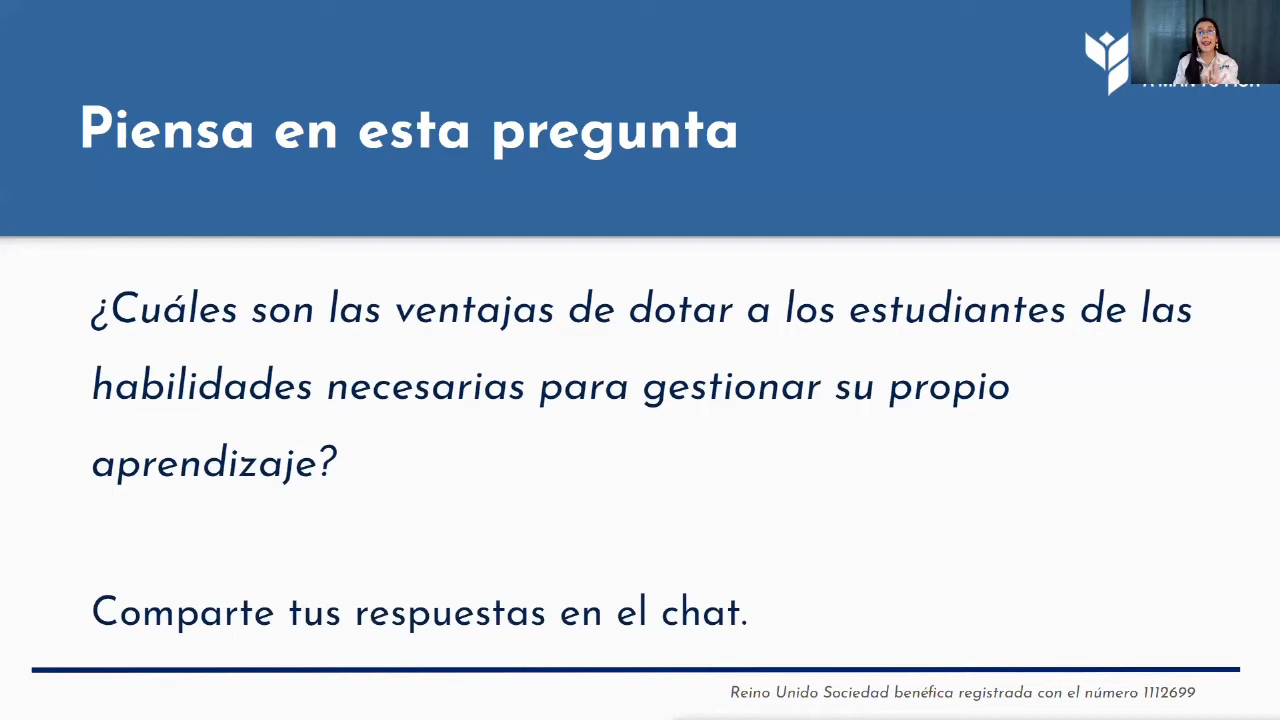 Piensa en esta pregunta
¿Cuáles son las ventajas de dotar a los estudiantes de las
habilidades necesarias para gestionar su propio
aprendizaje?
Comparte tus respuestas en el chat.
Reino Unido Sociedad benéfica registrada con el número 1112699